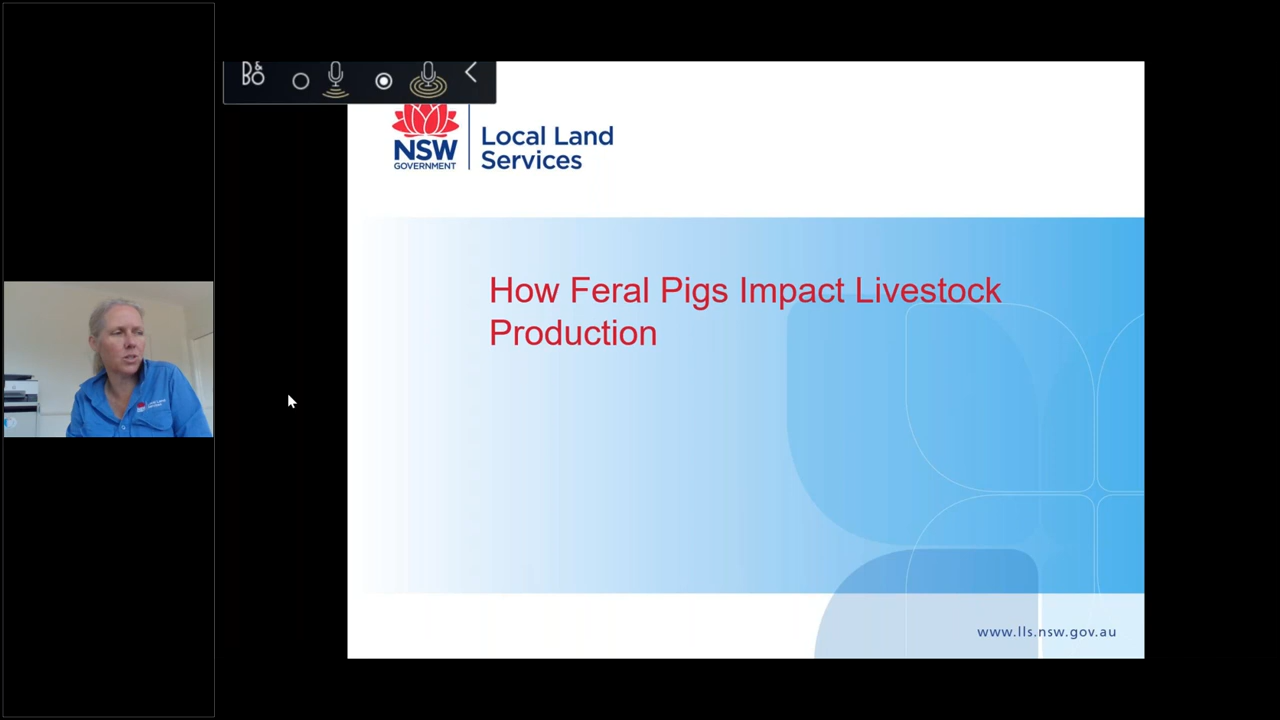 NSW
GOVERNMENT
Local Land
Services
How Feral Pigs Impact Livestock
Production
www.lls.nsw.gov.au